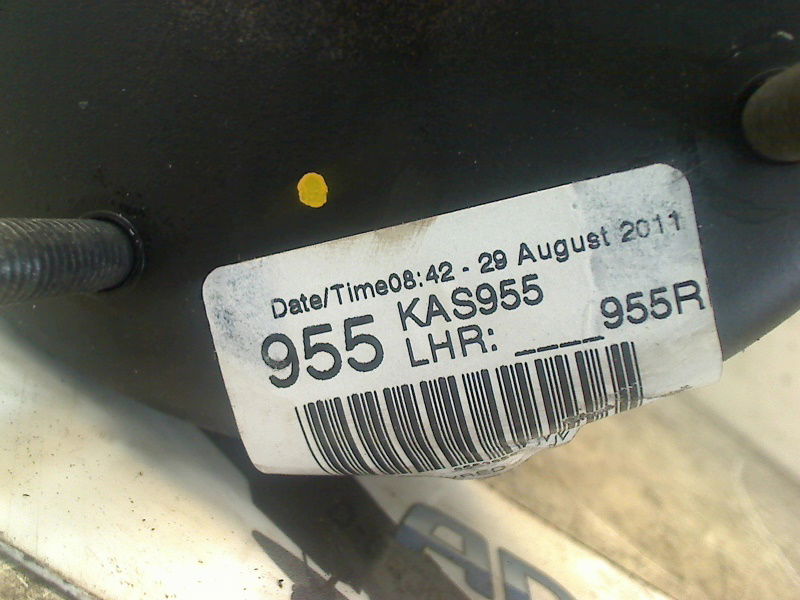 Date/Time08:42 - 29 August 2011
955 KAS955
LHR: ____955R